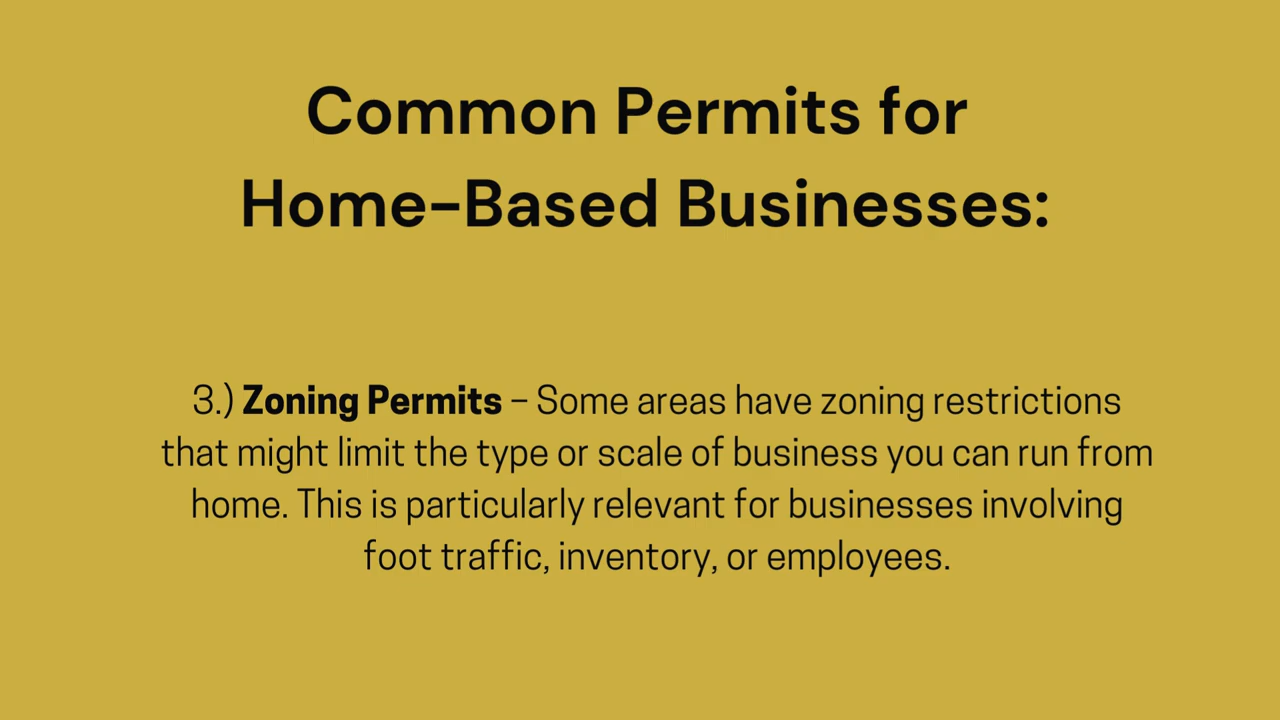 Common Permits for
Home-Based Businesses:
3.) Zoning Permits – Some areas have zoning restrictions
that might limit the type or scale of business you can run from
home. This is particularly relevant for businesses involving
foot traffic, inventory, or employees.